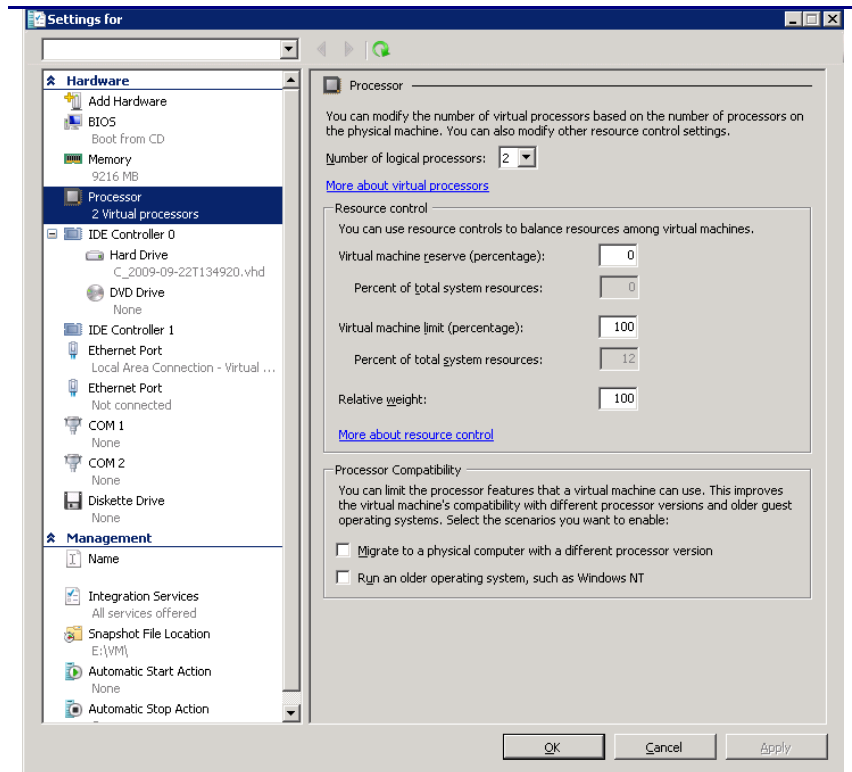 Settings for
Hardware
Add Hardware
BIOS
Boot from CD
Memory
9216 MB
Processor
2 Virtual processors
IDE Controller 0
Hard Drive
C_2009-09-22T134920.vhd
DVD Drive
None
IDE Controller 1
Ethernet Port
Local Area Connection - Virtual ...
Ethernet Port
Not connected
COM 1
None
COM 2
None
Diskette Drive
None
Management
Name
Integration Services
All services offered
Snapshot File Location
E:\VM\
Automatic Start Action
None
Automatic Stop Action
Processor
You can modify the number of virtual processors based on the number of processors on
the physical machine. You can also modify other resource control settings.
Number of logical processors: 2
More about virtual processors
Resource control
You can use resource controls to balance resources among virtual machines.
Virtual machine reserve (percentage): 0
Percent of total system resources: 0
Virtual machine limit (percentage): 100
Percent of total system resources: 12
Relative weight: 100
More about resource control
Processor Compatibility
You can limit the processor features that a virtual machine can use. This improves
the virtual machine's compatibility with different processor versions and older guest
operating systems. Select the scenarios you want to enable:
Migrate to a physical computer with a different processor version
Run an older operating system, such as Windows NT
OK Cancel Apply